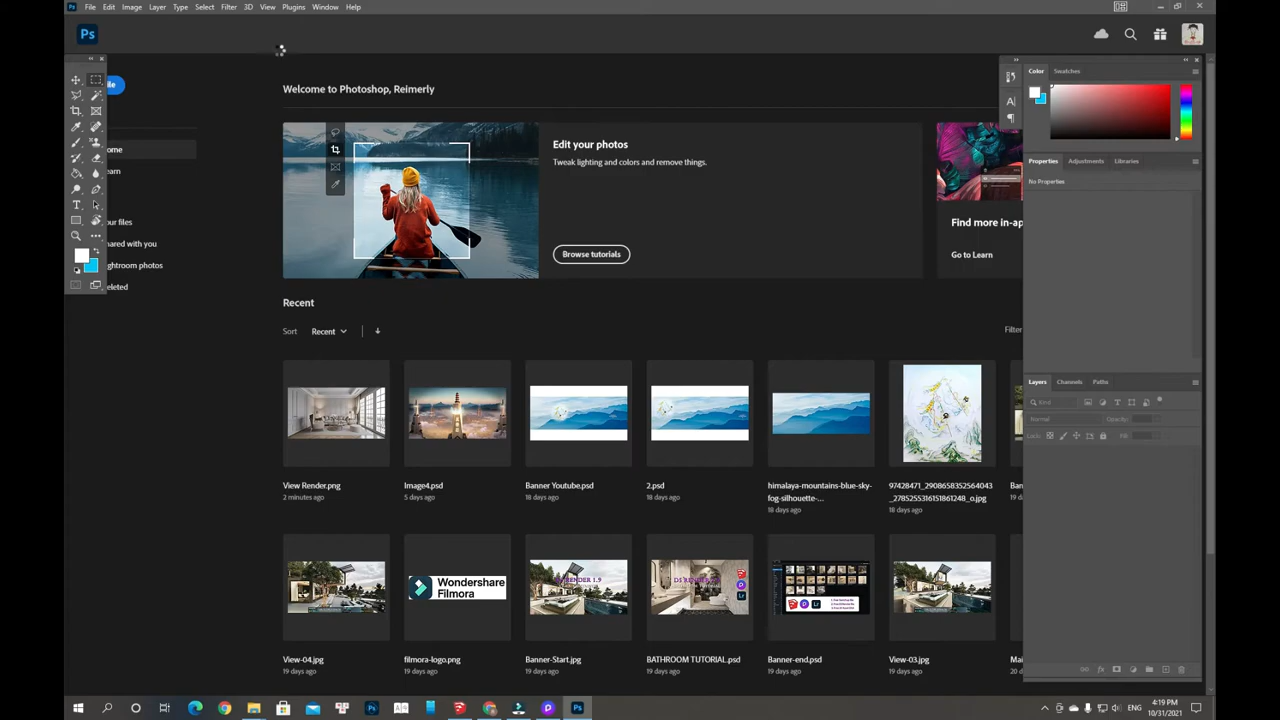 File Edit Image Layer Type Select Filter 3D View Plugins Window Help
Ps
Color Swatches
Welcome to Photoshop, Reimerly
Edit your photos
Tweak lighting and colors and remove things.
Browse tutorials
Find more in-ap
Go to Learn
Properties Adjustments Libraries
No Properties
Recent
Sort Recent
Filter
Layers Channels Paths
Kind
Normal Opacity:
Lock: Fill:
ome
arn
our files
hared with you
ightroom photos
eleted
View Render.png
2 minutes ago
Image4.psd
5 days ago
Banner Youtube.psd
18 days ago
2.psd
18 days ago
himalaya-mountains-blue-sky-
fog-silhouette-...
18 days ago
18 days ago
Wondershare
Filmora
View-04.jpg
19 days ago
filmora-logo.png
19 days ago
Banner-Start.jpg
19 days ago
BATHROOM TUTORIAL.psd
19 days ago
Banner-end.psd
19 days ago
View-03.jpg
19 days ago
ENG
4:19 PM
10/31/2021